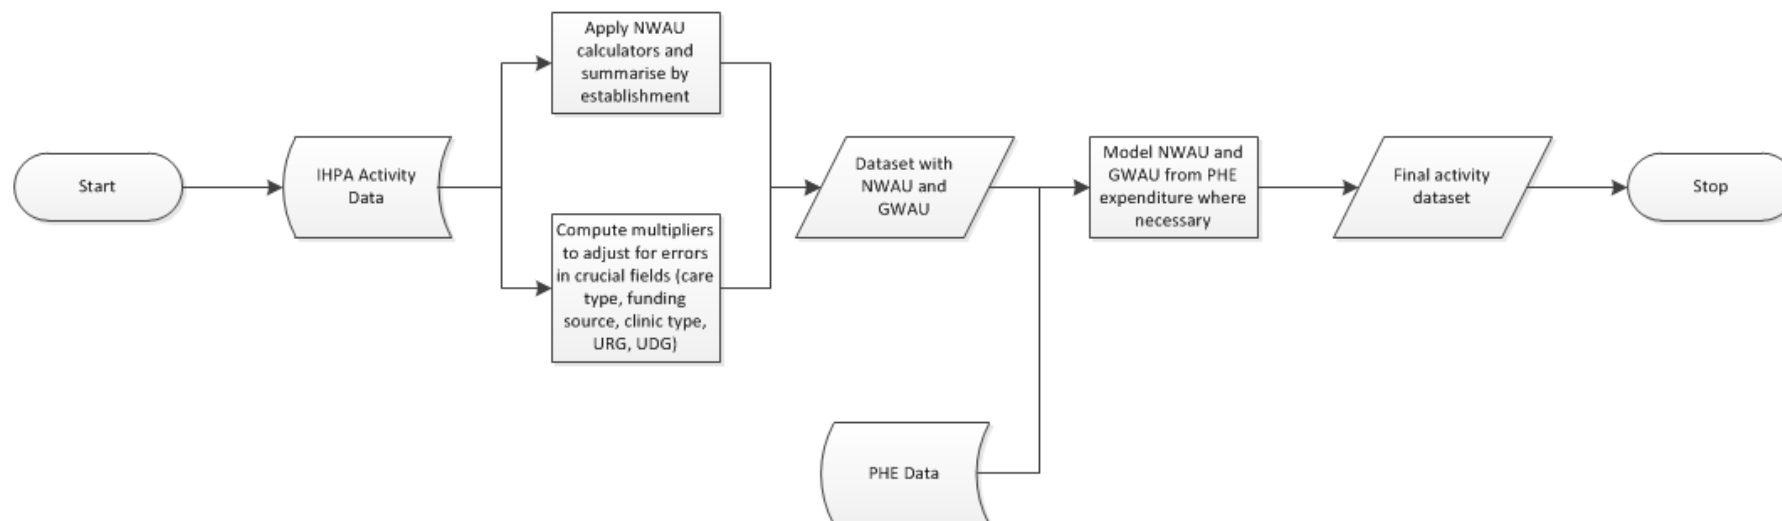 Start
IHPA Activity
Data
Apply NWAU
calculators and
summarise by
establishment
Compute multipliers
to adjust for errors
in crucial fields (care
type, funding
source, clinic type,
URG, UDG)
Dataset with
NWAU and
GWAU
PHE Data
Model NWAU and
GWAU from PHE
expenditure where
necessary
Final activity
dataset
Stop